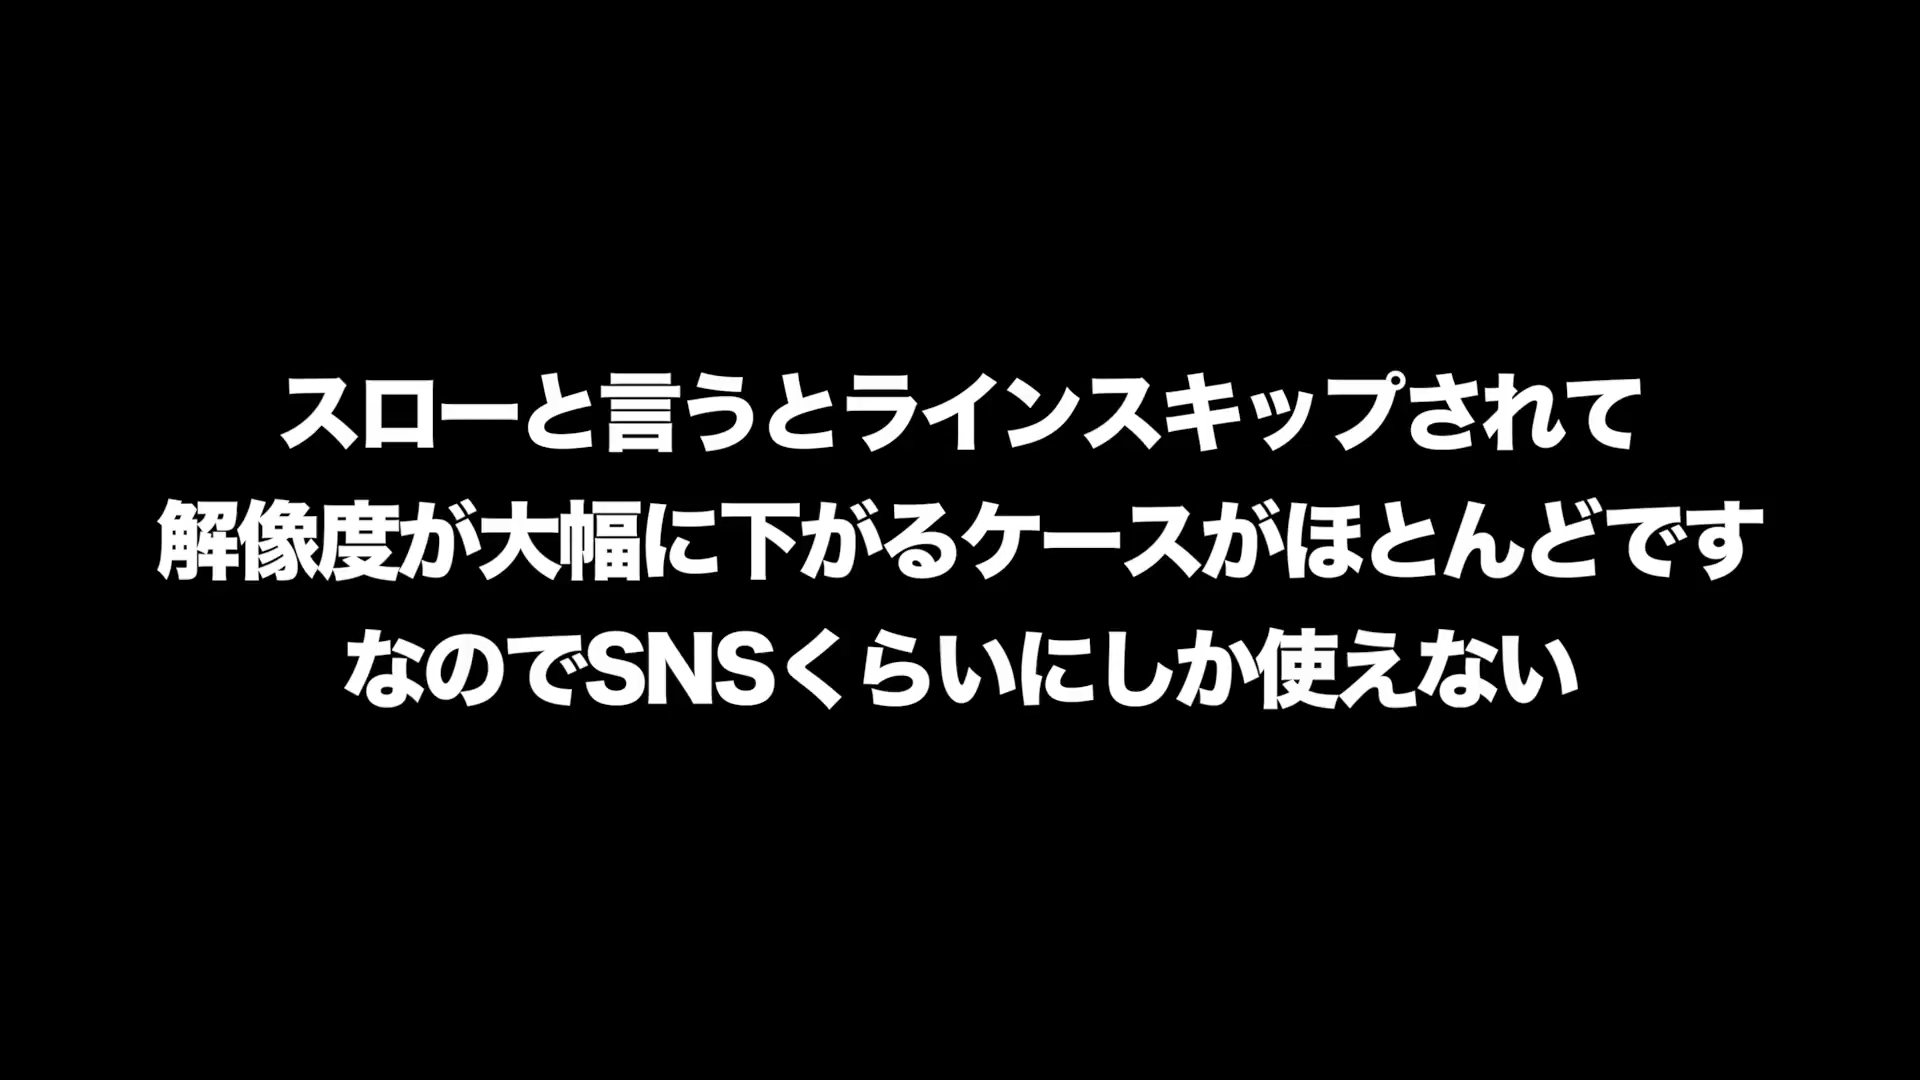 スローと言うとラインスキップされて
解像度が大幅に下がるケースがほとんどです
なのでSNSくらいにしか使えない